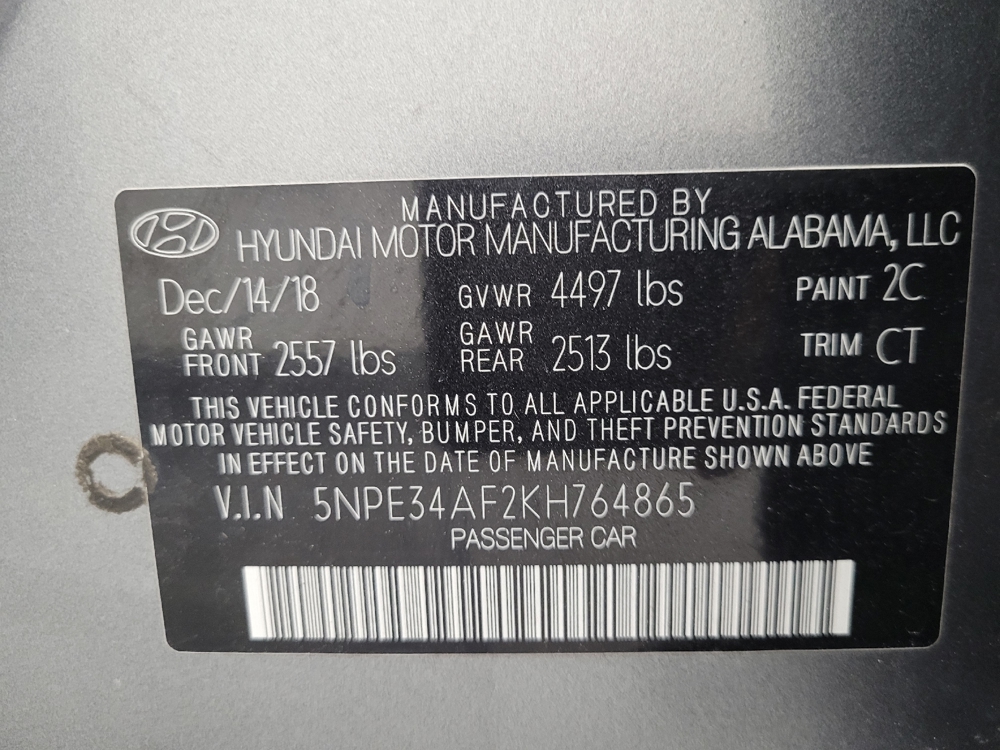 MANUFACTURED BY
HYUNDAI MOTOR MANUFACTURING ALABAMA, LLC
Dec/14/18 GVWR 4497 lbs PAINT 2C
GAWR FRONT 2557 lbs GAWR REAR 2513 lbs TRIM CT
THIS VEHICLE CONFORMS TO ALL APPLICABLE U.S.A. FEDERAL
MOTOR VEHICLE SAFETY, BUMPER, AND THEFT PREVENTION STANDARDS
IN EFFECT ON THE DATE OF MANUFACTURE SHOWN ABOVE
V.I.N 5NPE34AF2KH764865
PASSENGER CAR